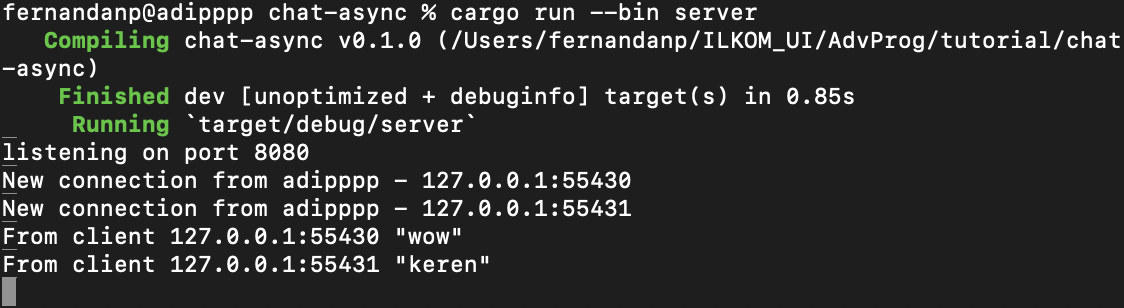 fernandanp@adipppp chat-async % cargo run --bin server
   Compiling chat-async v0.1.0 (/Users/fernandanp/ILKOM_UI/AdvProg/tutorial/chat
-async)
    Finished dev [unoptimized + debuginfo] target(s) in 0.85s
     Running `target/debug/server`
listening on port 8080
New connection from adipppp - 127.0.0.1:55430
New connection from adipppp - 127.0.0.1:55431
From client 127.0.0.1:55430 "wow"
From client 127.0.0.1:55431 "keren"